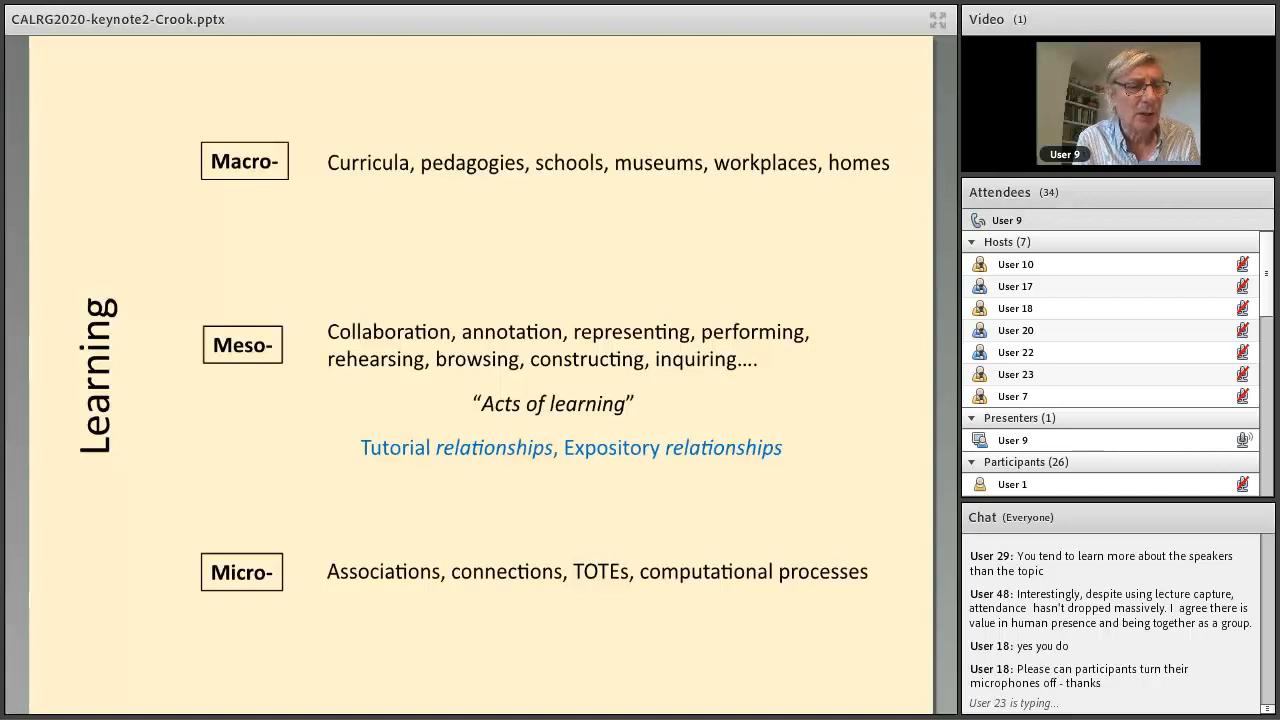 CALRG2020-keynote2-Crook.pptx
Learning
Macro-
Curricula, pedagogies, schools, museums, workplaces, homes
Meso-
Collaboration, annotation, representing, performing,
rehearsing, browsing, constructing, inquiring....
“Acts of learning”
Tutorial relationships, Expository relationships
Micro-
Associations, connections, TOTEs, computational processes
Video (1)
User 9
Attendees (34)
User 9
Hosts (7)
User 10
User 17
User 18
User 20
User 22
User 23
User 7
Presenters (1)
User 9
Participants (26)
User 1
Chat (Everyone)
User 29: You tend to learn more about the speakers
than the topic
User 48: Interestingly, despite using lecture capture,
attendance hasn't dropped massively. I agree there is
value in human presence and being together as a group.
User 18: yes you do
User 18: Please can participants turn their
microphones off - thanks
User 23 is typing...